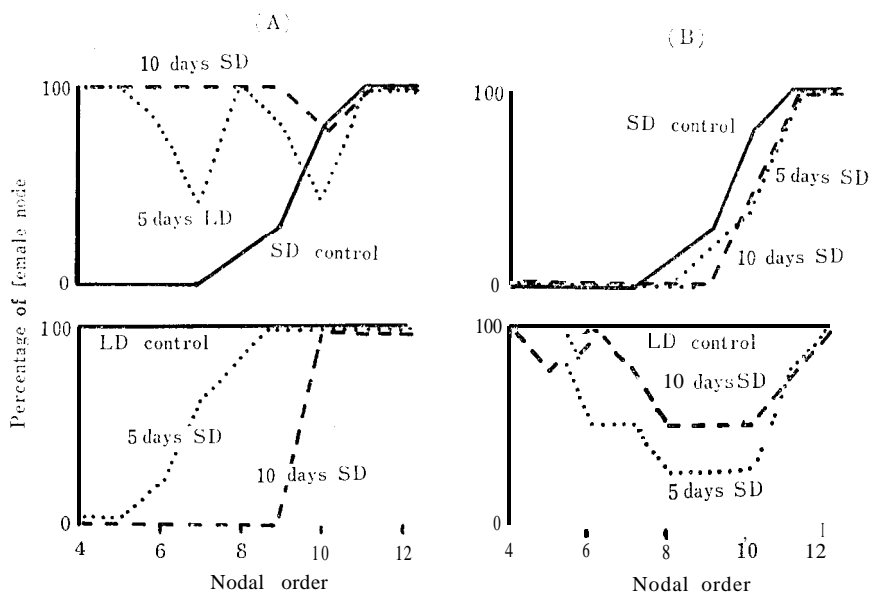 (A)
10 days SD
100
5 days LD
SD control
0
100
LD control
5 days SD
10 days SD
0
4 6 8 10 12
Nodal order
Percentage of female node
(B)
100
SD control
5 days SD
10 days SD
0
100
LD control
10 days SD
5 days SD
0
4 6 8 10 12
Nodal order